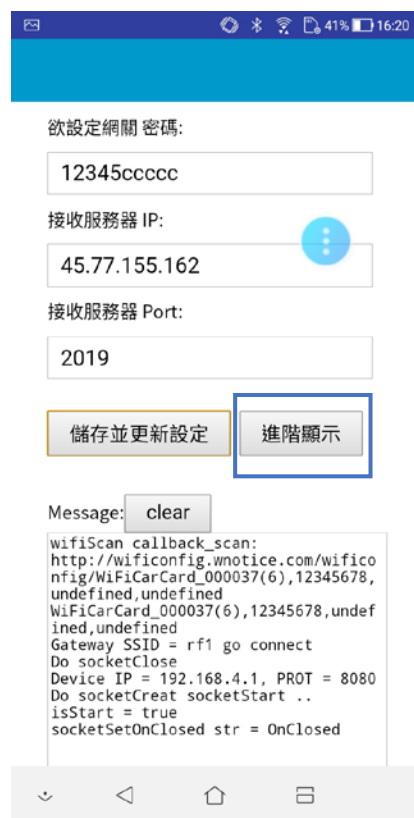 41% 16:20
欲設定網關 密碼:
12345ccccc
接收服務器 IP:
45.77.155.162
接收服務器 Port:
2019
儲存並更新設定 進階顯示
Message: clear
wifiScan callback_scan:
http://wificonfig.wnotice.com/wifico
nfig/WiFiCarCard_000037(6),12345678,
undefined,undefined
WiFiCarCard_000037(6),12345678,undef
ined,undefined
Gateway SSID = rf1 go connect
Do socketClose
Device IP = 192.168.4.1, PROT = 8080
Do socketCreat socketStart ..
isStart = true
socketSetOnClosed str = OnClosed